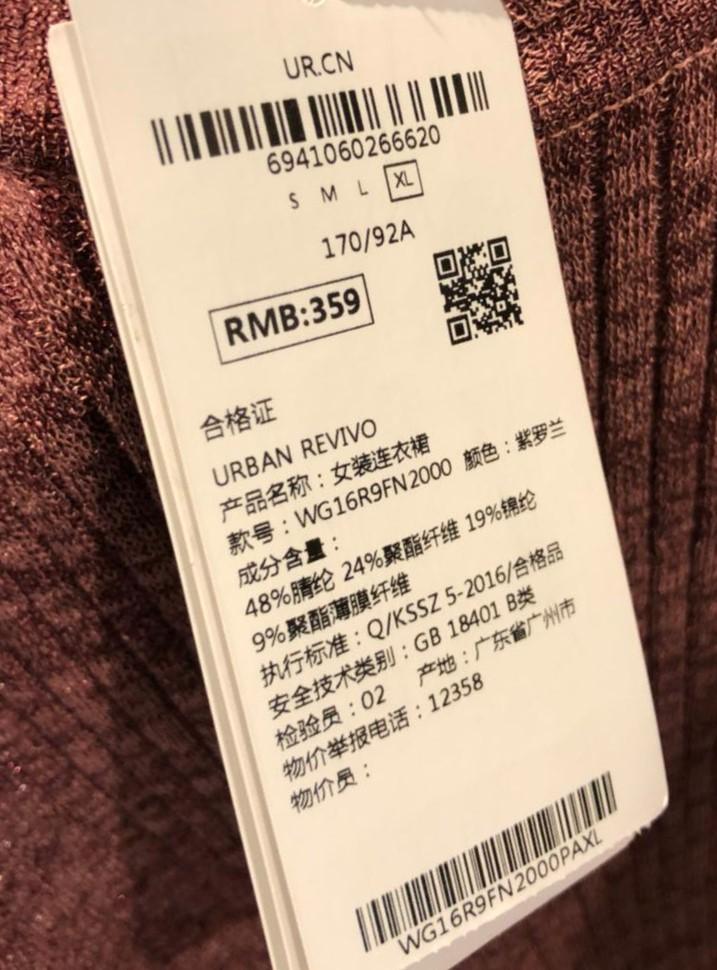 UR.CN
6941060266620
S M L XL
170/92A
RMB:359
合格证
URBAN REVIVO
产品名称：女装连衣裙
款号：WG16R9FN2000 颜色：紫罗兰
成分含量：
48%腈纶 24%聚酯纤维 19%锦纶
9%聚酯薄膜纤维
执行标准：Q/KSSZ 5-2016/合格品
安全技术类别：GB 18401 B类
检验员：02 产地：广东省广州市
物价举报电话：12358
物价员：
WG16R9FN2000PAXL